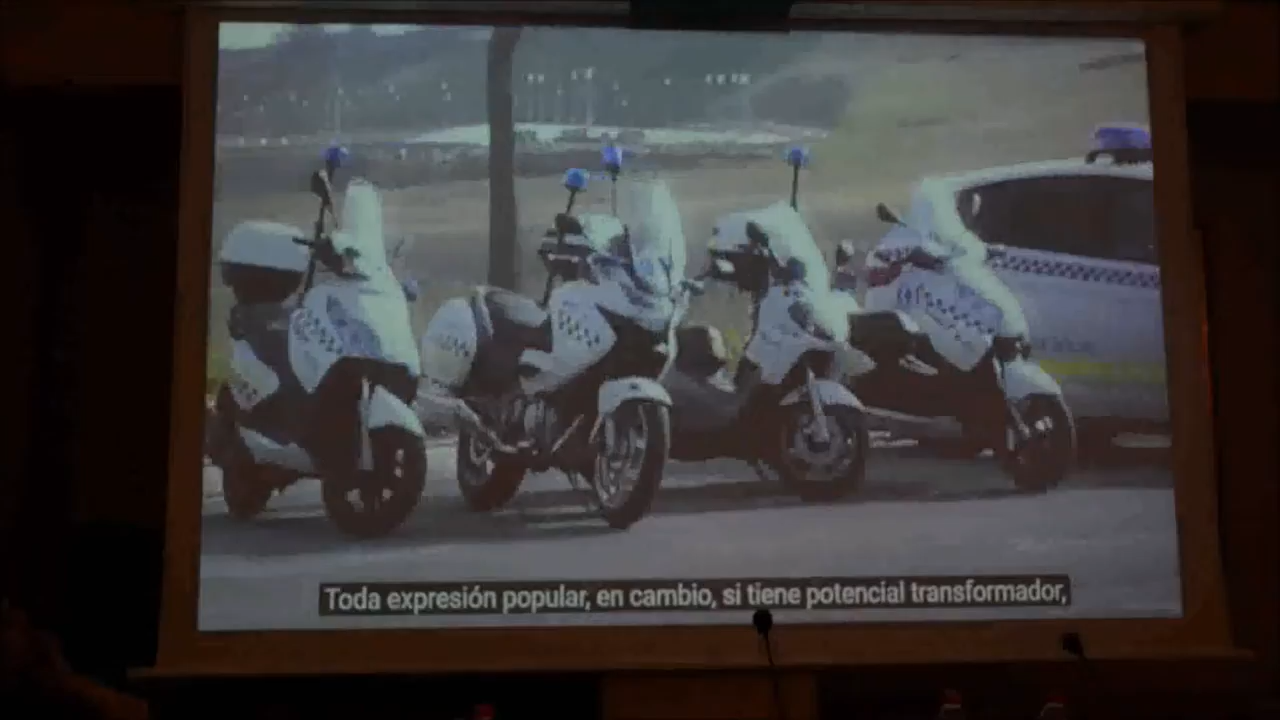 Toda expresión popular, en cambio, si tiene potencial transformador,